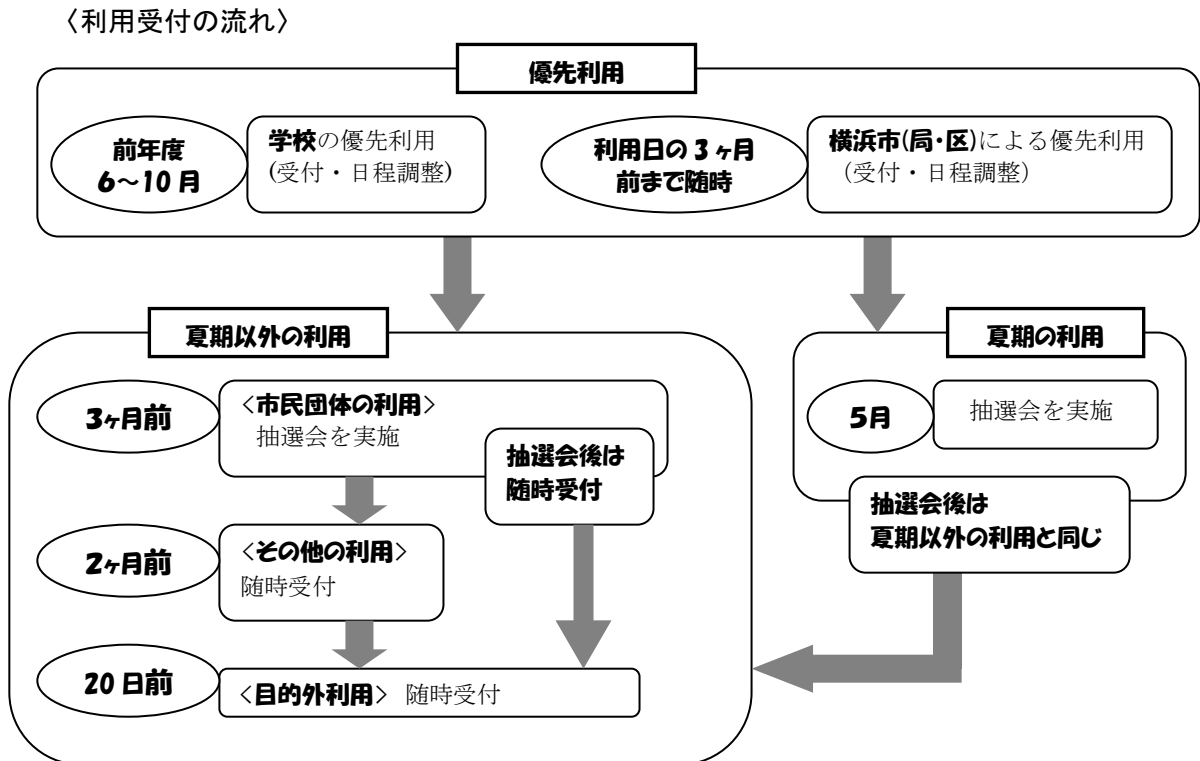 〈利用受付の流れ〉
優先利用
前年度
6～10月
学校の優先利用
(受付・日程調整)
利用日の3ヶ月
前まで随時
横浜市(局・区)による優先利用
（受付・日程調整）
夏期以外の利用
3ヶ月前
<市民団体の利用>
抽選会を実施
抽選会後は
随時受付
2ヶ月前
<その他の利用>
随時受付
20日前
<目的外利用> 随時受付
夏期の利用
5月
抽選会を実施
抽選会後は
夏期以外の利用と同じ